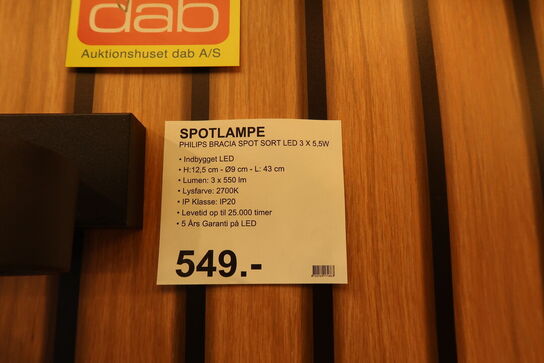 dab
Auktionshuset dab A/S
SPOTLAMPE
PHILIPS BRACIA SPOT SORT LED 3 X 5,5W
• Indbygget LED
• H:12,5 cm - Ø9 cm - L: 43 cm
• Lumen: 3 x 550 lm
• Lysfarve: 2700K
• IP Klasse: IP20
• Levetid op til 25.000 timer
• 5 Års Garanti på LED
549.-